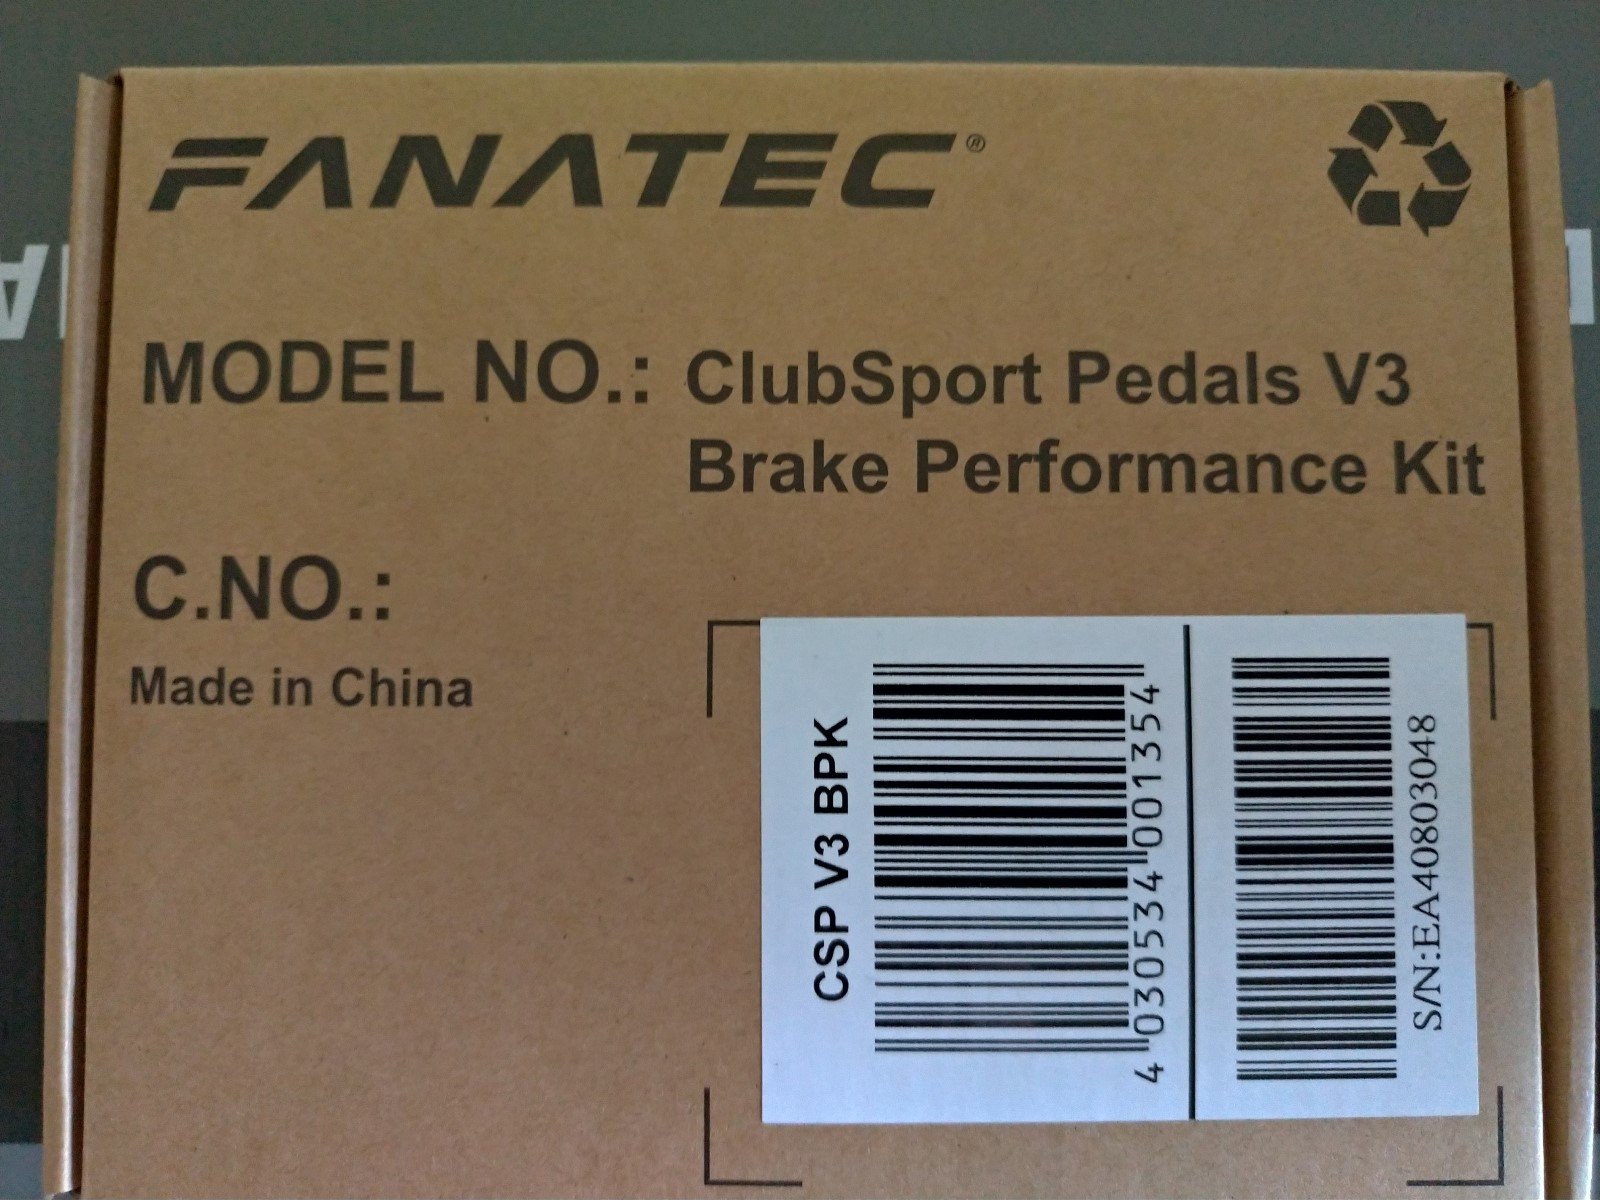 FANATEC®
MODEL NO.: ClubSport Pedals V3
Brake Performance Kit
C.NO.:
Made in China
CSP V3 BPK
4 030534 001354
S/N:EA40803048